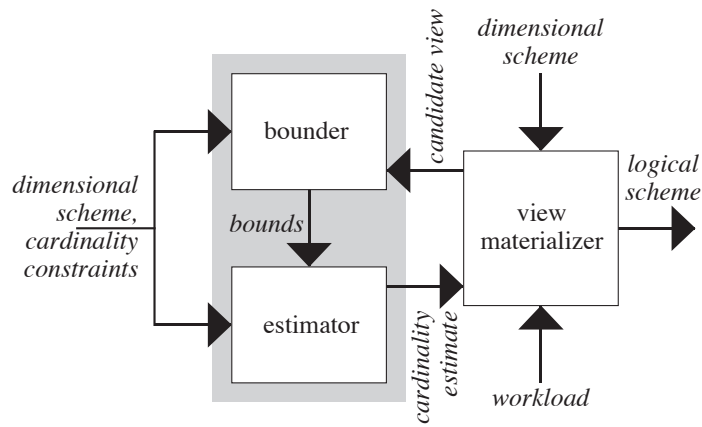 dimensional
scheme,
cardinality
constraints
bounder
bounds
estimator
candidate view
cardinality
estimate
dimensional
scheme
view
materializer
workload
logical
scheme